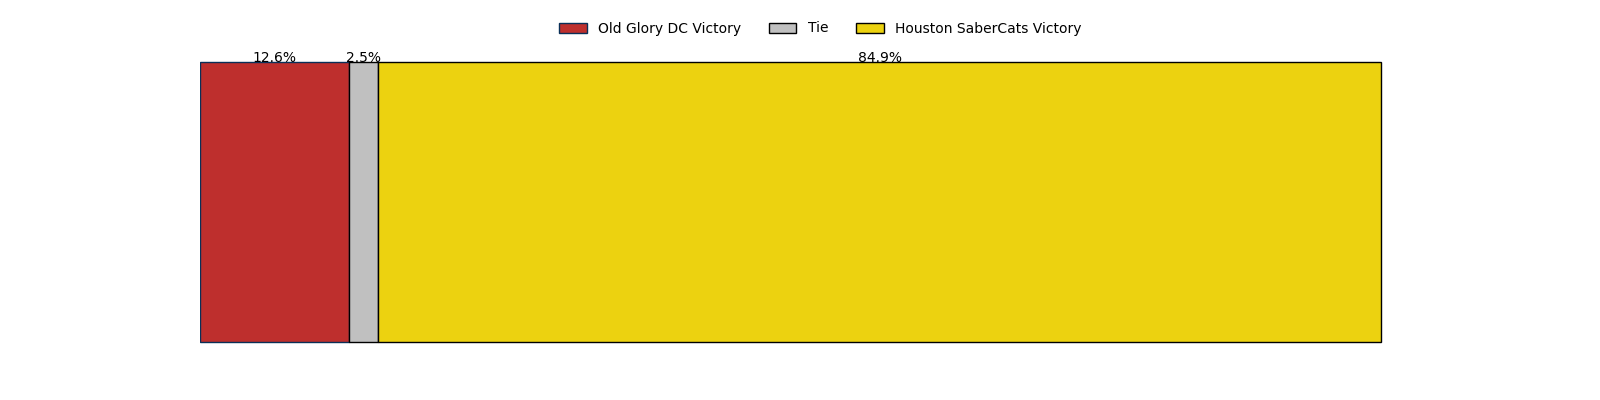 Old Glory DC Victory Tie Houston SaberCats Victory
12.6% 2.5% 84.9%